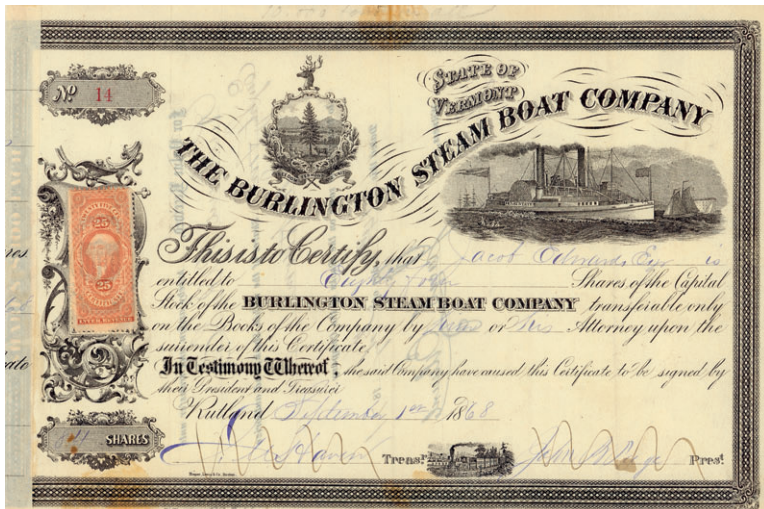 Nº 14
STATE OF
VERMONT
THE BURLINGTON STEAM BOAT COMPANY
25
25
This is to Certify, that Jacob Edwards Esq is
entitled to Eighty four Shares of the Capital
Stock of the BURLINGTON STEAM BOAT COMPANY transferable only
on the Books of the Company by him or his Attorney upon the
surrender of this Certificate
In Testimony Whereof, the said Company have caused this Certificate to be signed by
their President and Treasurer
Rutland September 1st 1868
84 SHARES
Treasr.
Prest.